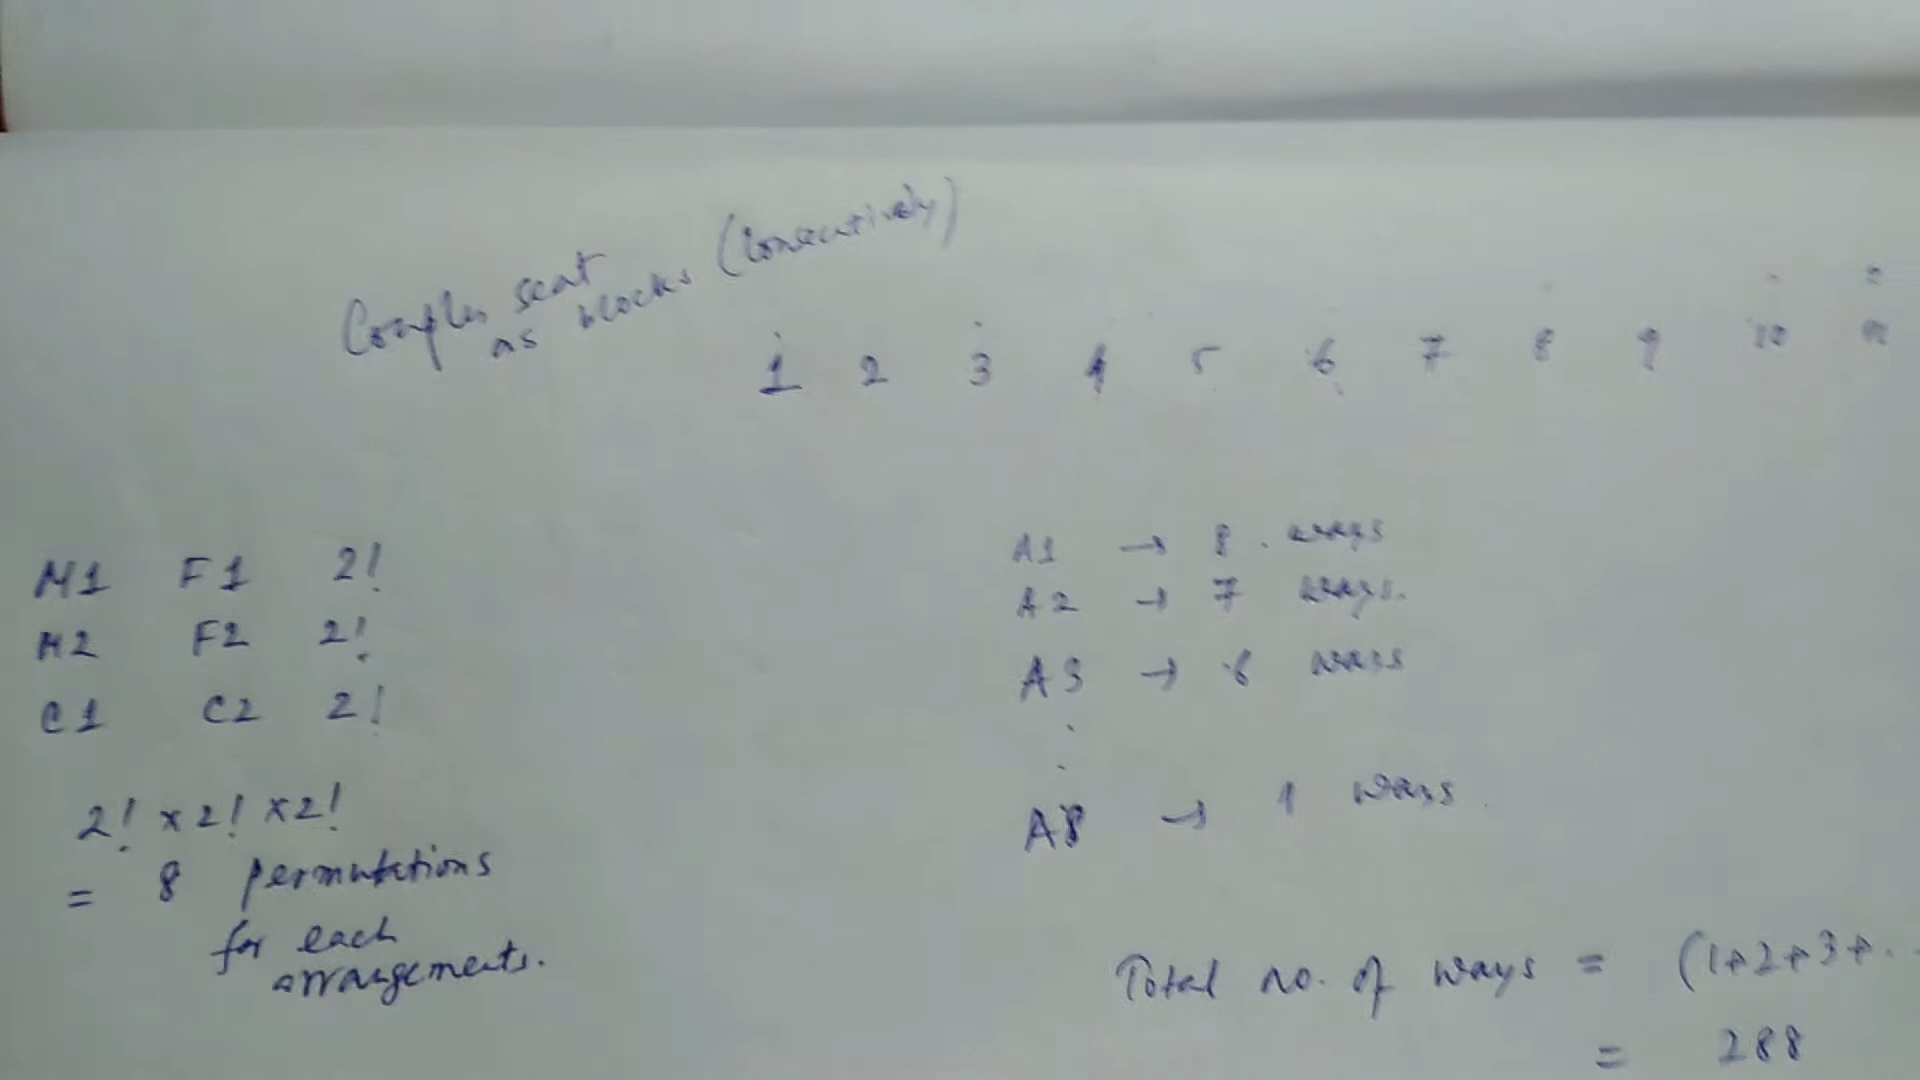 Couples seat
as blocks (Consecutively)
1 2 3 4 5 6 7 8 9 10
M1 F1 2!
M2 F2 2!
C1 C2 2!
2! x 2! x 2!
= 8 permutations
for each
arrangements.
A1 → 8 ways
A2 → 7 ways.
A3 → 6 ways
.
.
A8 → 1 ways
Total no. of ways = (1+2+3+..
= 288